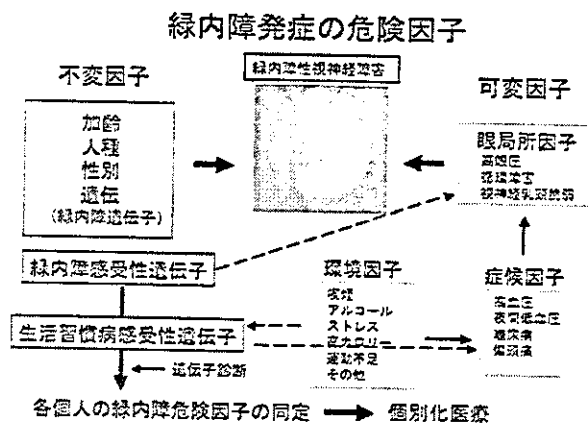 緑内障発症の危険因子
不変因子
加齢
人種
性別
遺伝
(緑内障遺伝子)
緑内障性視神経障害
可変因子
眼局所因子
高眼圧
循環障害
視神経乳頭脆弱
緑内障感受性遺伝子
生活習慣病感受性遺伝子
環境因子
喫煙
アルコール
ストレス
高カロリー
運動不足
その他
症候因子
高血圧
夜間低血圧
糖尿病
偏頭痛
遺伝子診断
各個人の緑内障危険因子の同定
個別化医療